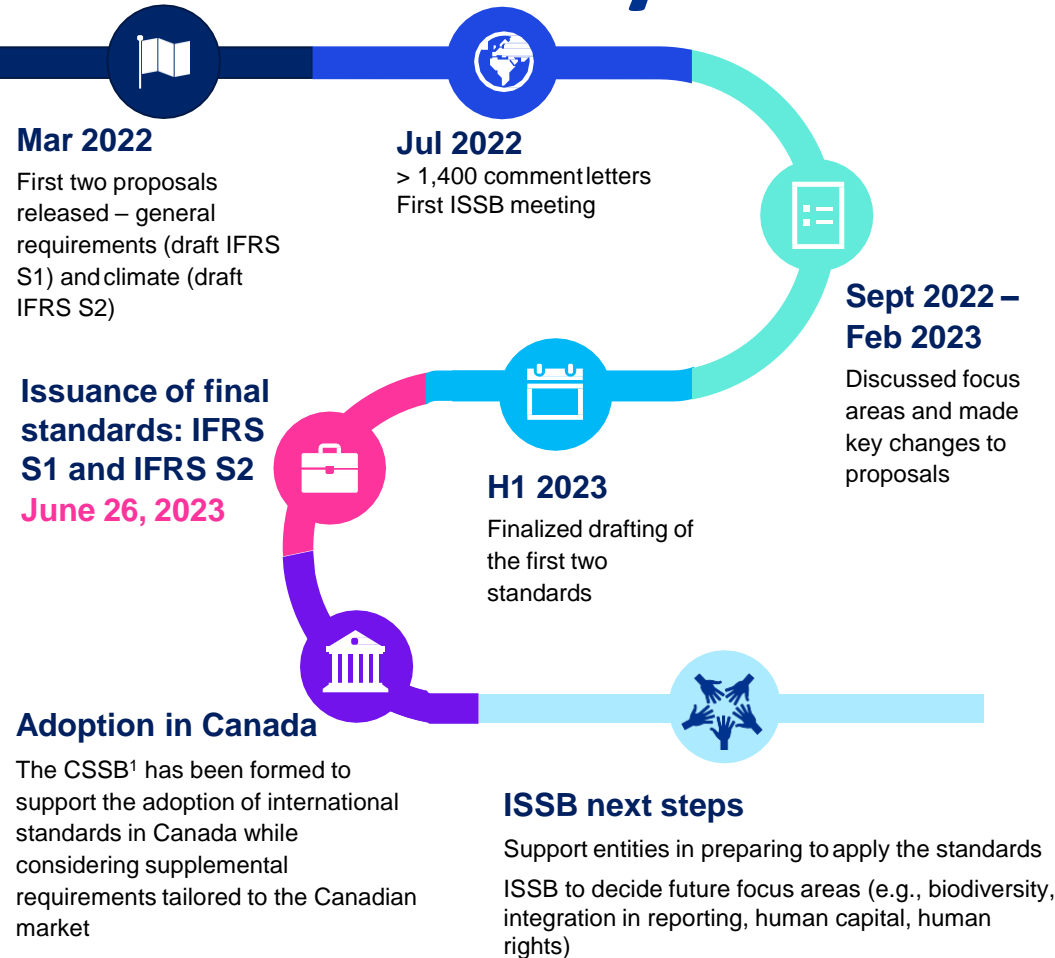 Mar 2022
First two proposals
released – general
requirements (draft IFRS
S1) and climate (draft
IFRS S2)
Jul 2022
> 1,400 comment letters
First ISSB meeting
Sept 2022 –
Feb 2023
Discussed focus
areas and made
key changes to
proposals
H1 2023
Finalized drafting of
the first two
standards
Issuance of final
standards: IFRS
S1 and IFRS S2
June 26, 2023
Adoption in Canada
The CSSB¹ has been formed to
support the adoption of international
standards in Canada while
considering supplemental
requirements tailored to the Canadian
market
ISSB next steps
Support entities in preparing to apply the standards
ISSB to decide future focus areas (e.g., biodiversity,
integration in reporting, human capital, human
rights)